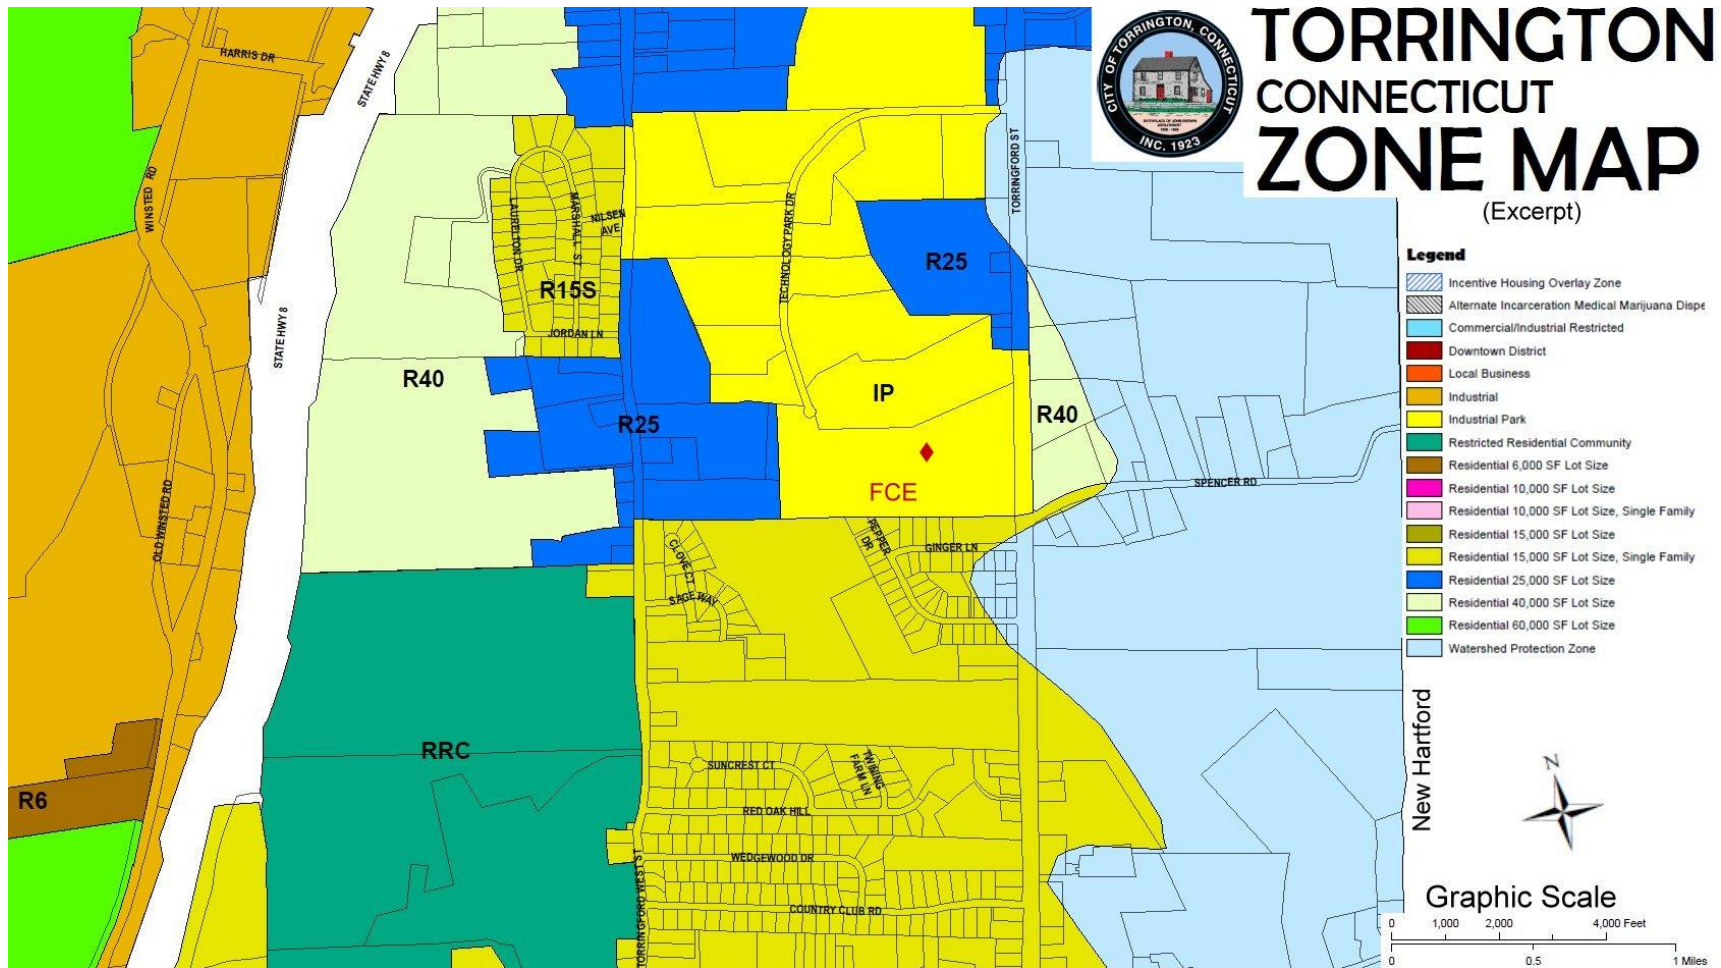 TORRINGTON
CONNECTICUT
ZONE MAP
(Excerpt)
CITY OF TORRINGTON, CONNECTICUT
INC. 1923
Legend
Incentive Housing Overlay Zone
Alternate Incarceration Medical Marijuana Dispe
Commercial/Industrial Restricted
Downtown District
Local Business
Industrial
Industrial Park
Restricted Residential Community
Residential 6,000 SF Lot Size
Residential 10,000 SF Lot Size
Residential 10,000 SF Lot Size, Single Family
Residential 15,000 SF Lot Size
Residential 15,000 SF Lot Size, Single Family
Residential 25,000 SF Lot Size
Residential 40,000 SF Lot Size
Residential 60,000 SF Lot Size
Watershed Protection Zone
HARRIS DR
STATE HWY 8
WINSTED RD
STATE HWY 8
OLD WINSTED RD
LAURELTON DR
MARSHALL ST
NILSEN
AVE
R15S
JORDAN LN
R40
R25
TECHNOLOGY PARK DR
TORRINGFORD ST
R25
IP
R40
FCE
SPENCER RD
PEPPER
DR
GINGER LN
CLOVE CT
SAGE WAY
RRC
R6
SUNCREST CT
TWINING
FARM LN
RED OAK HILL
WEDGEWOOD DR
COUNTRY CLUB RD
TORRINGFORD WEST ST
New Hartford
N
Graphic Scale
0 1,000 2,000 4,000 Feet
0 0.5 1 Miles